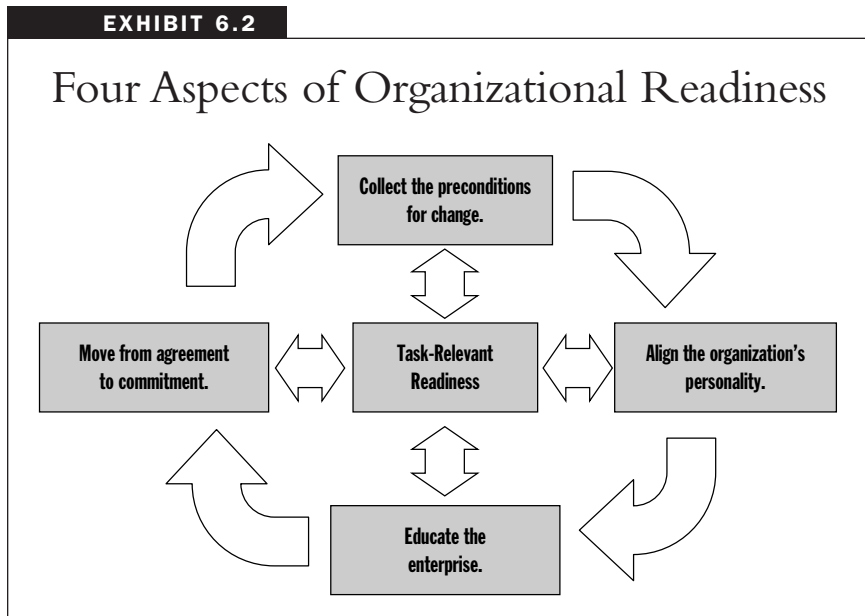 EXHIBIT 6.2
Four Aspects of Organizational Readiness
Collect the preconditions
for change.
Move from agreement
to commitment.
Task-Relevant
Readiness
Align the organization's
personality.
Educate the
enterprise.